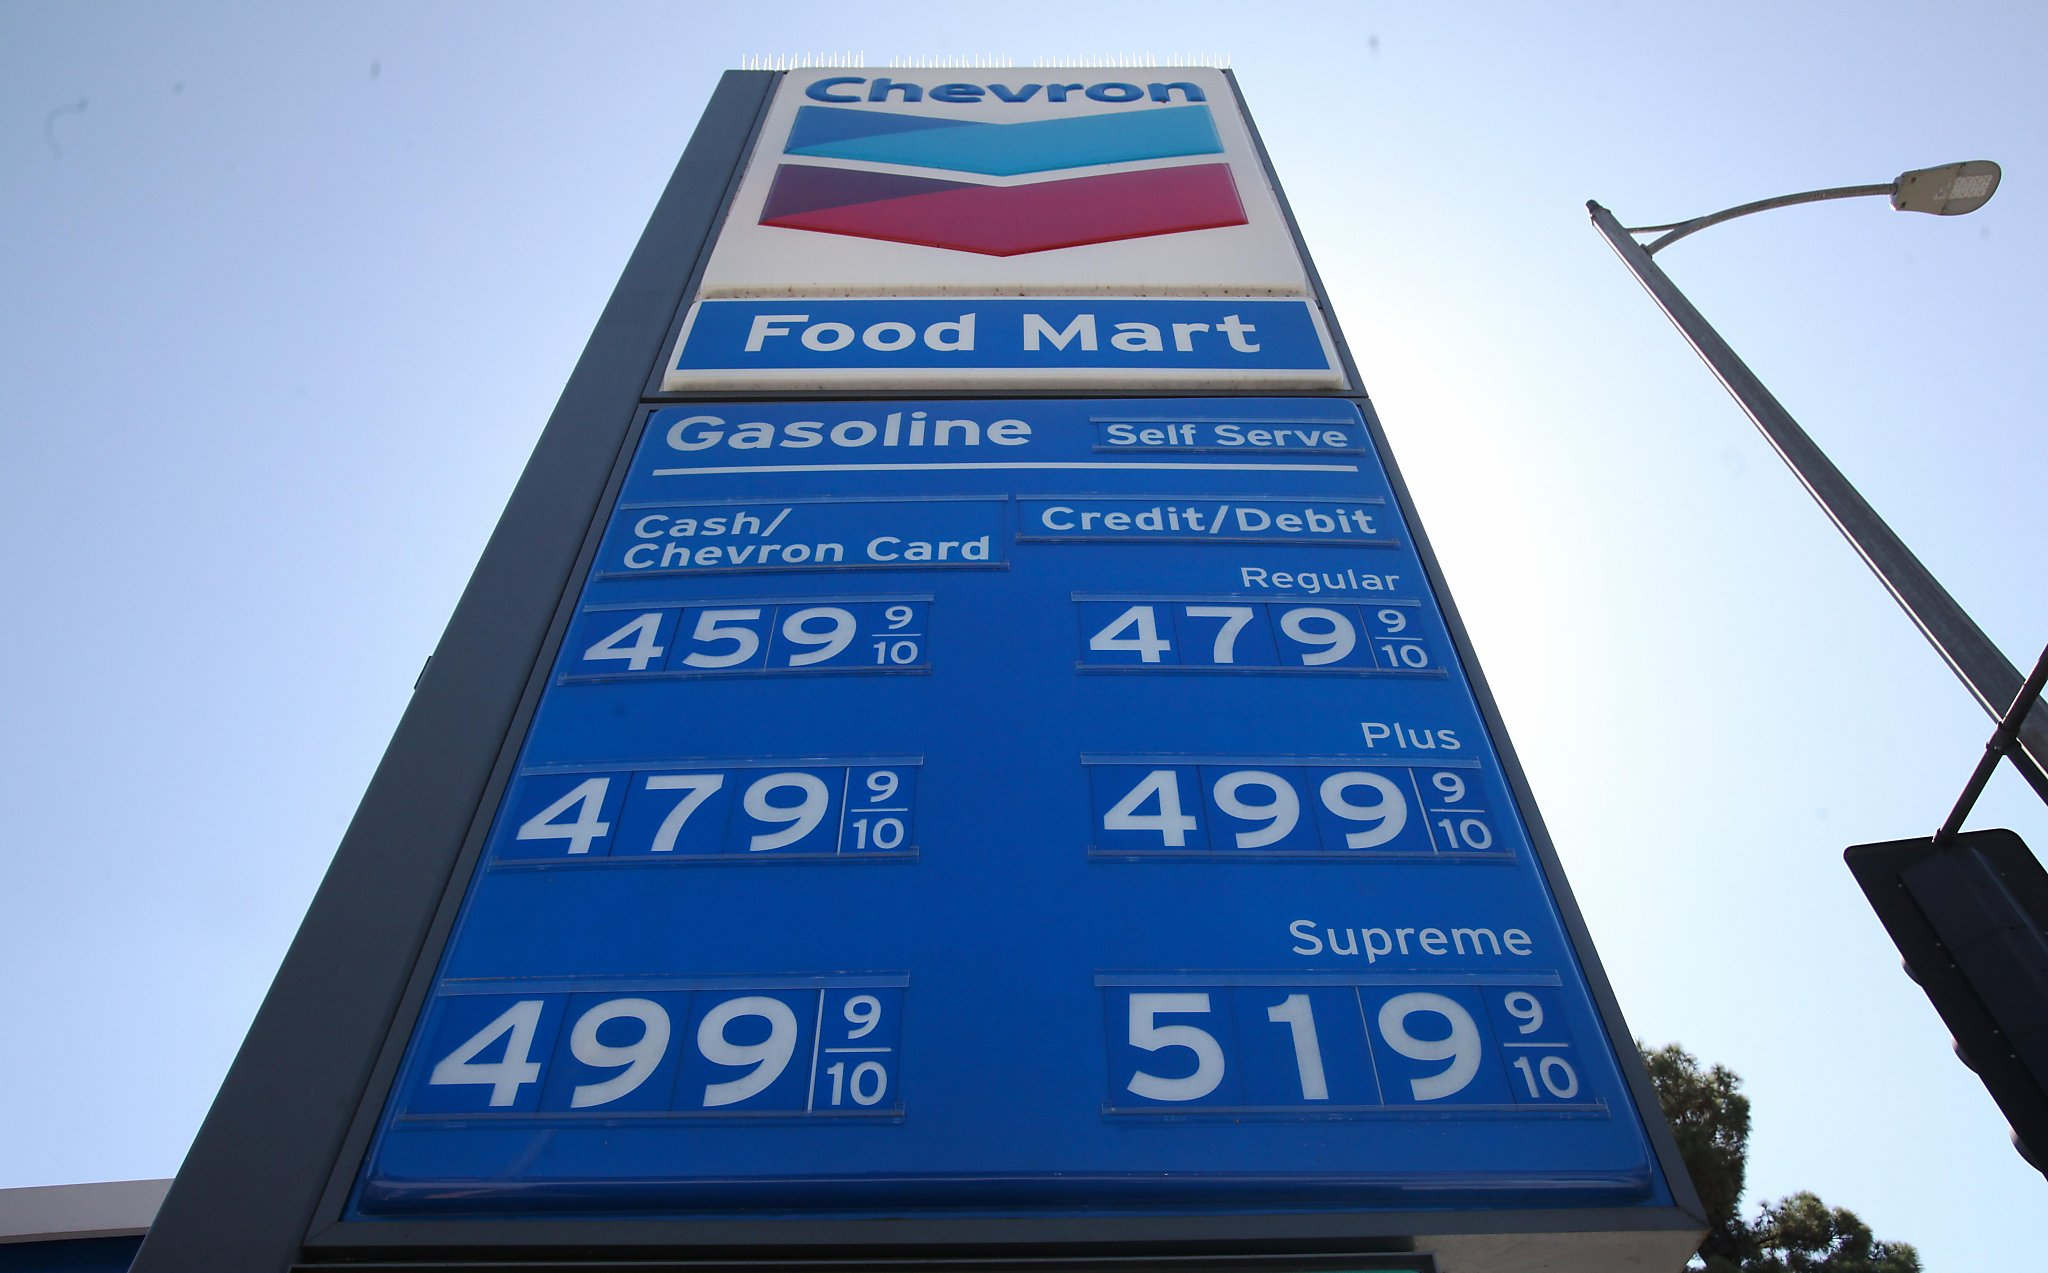 Chevron
Food Mart
Gasoline Self Serve
Cash/
Chevron Card
Credit/Debit
Regular
459 9/10 479 9/10
Plus
479 9/10 499 9/10
Supreme
499 9/10 519 9/10